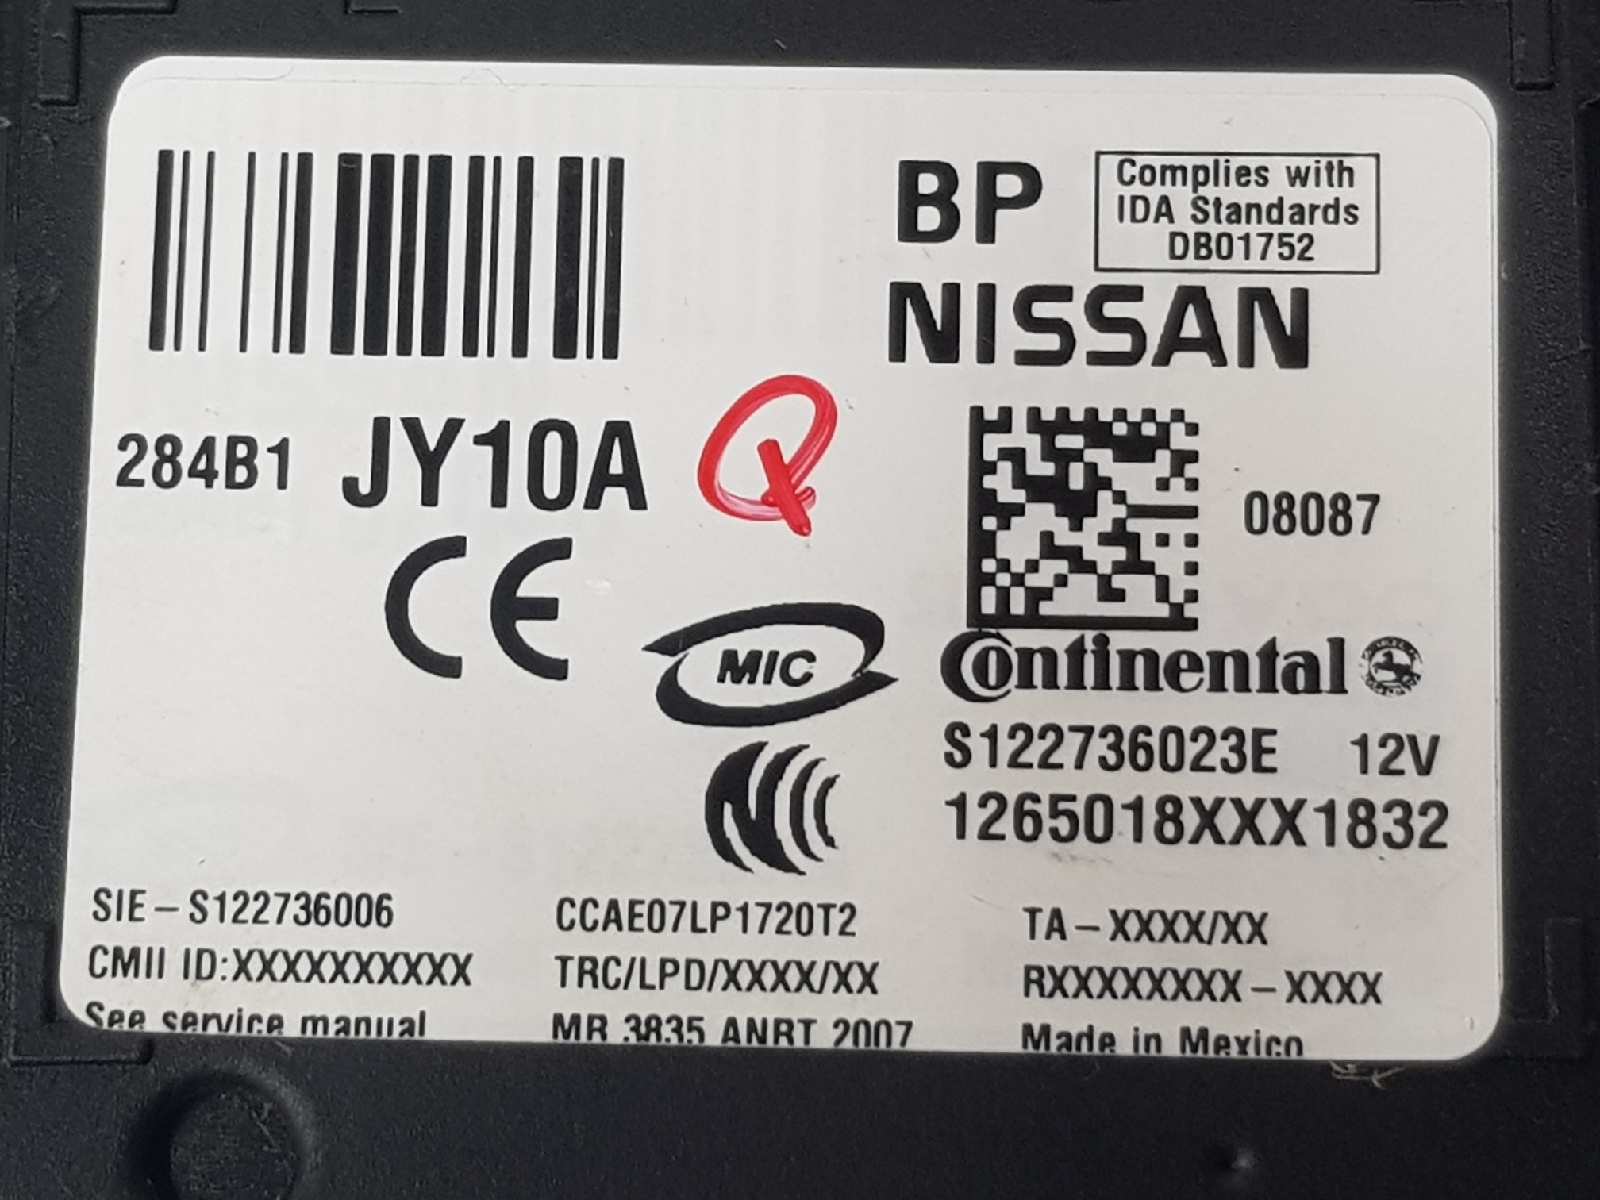 BP
Complies with
IDA Standards
DB01752
NISSAN
284B1 JY10A Q
08087
CE
MIC
Continental
S122736023E 12V
1265018XXX1832
SIE-S122736006
CCAE07LP1720T2
TA-XXXX/XX
CMII ID:XXXXXXXXXX
TRC/LPD/XXXX/XX
RXXXXXXXX-XXXX
See service manual
MR 3835 ANRT 2007
Made in Mexico